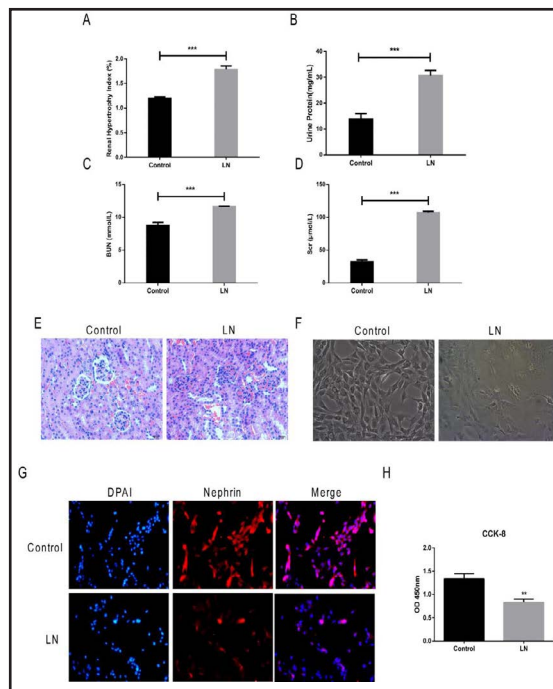 A
***
Renal Hypertrophy Index (%)
2.0
1.5
1.0
0.5
0.0
Control
LN
B
***
Urine Protein(mg/mL)
40
30
20
10
0
Control
LN
C
***
BUN (mmol/L)
15
10
5
0
Control
LN
D
***
Scr (μmol/L)
150
100
50
0
Control
LN
E
Control
LN
F
Control
LN
G
DPAI
Nephrin
Merge
Control
LN
H
CCK-8
OD 450nm
2.0
1.5
1.0
0.5
0.0
**
Control
LN